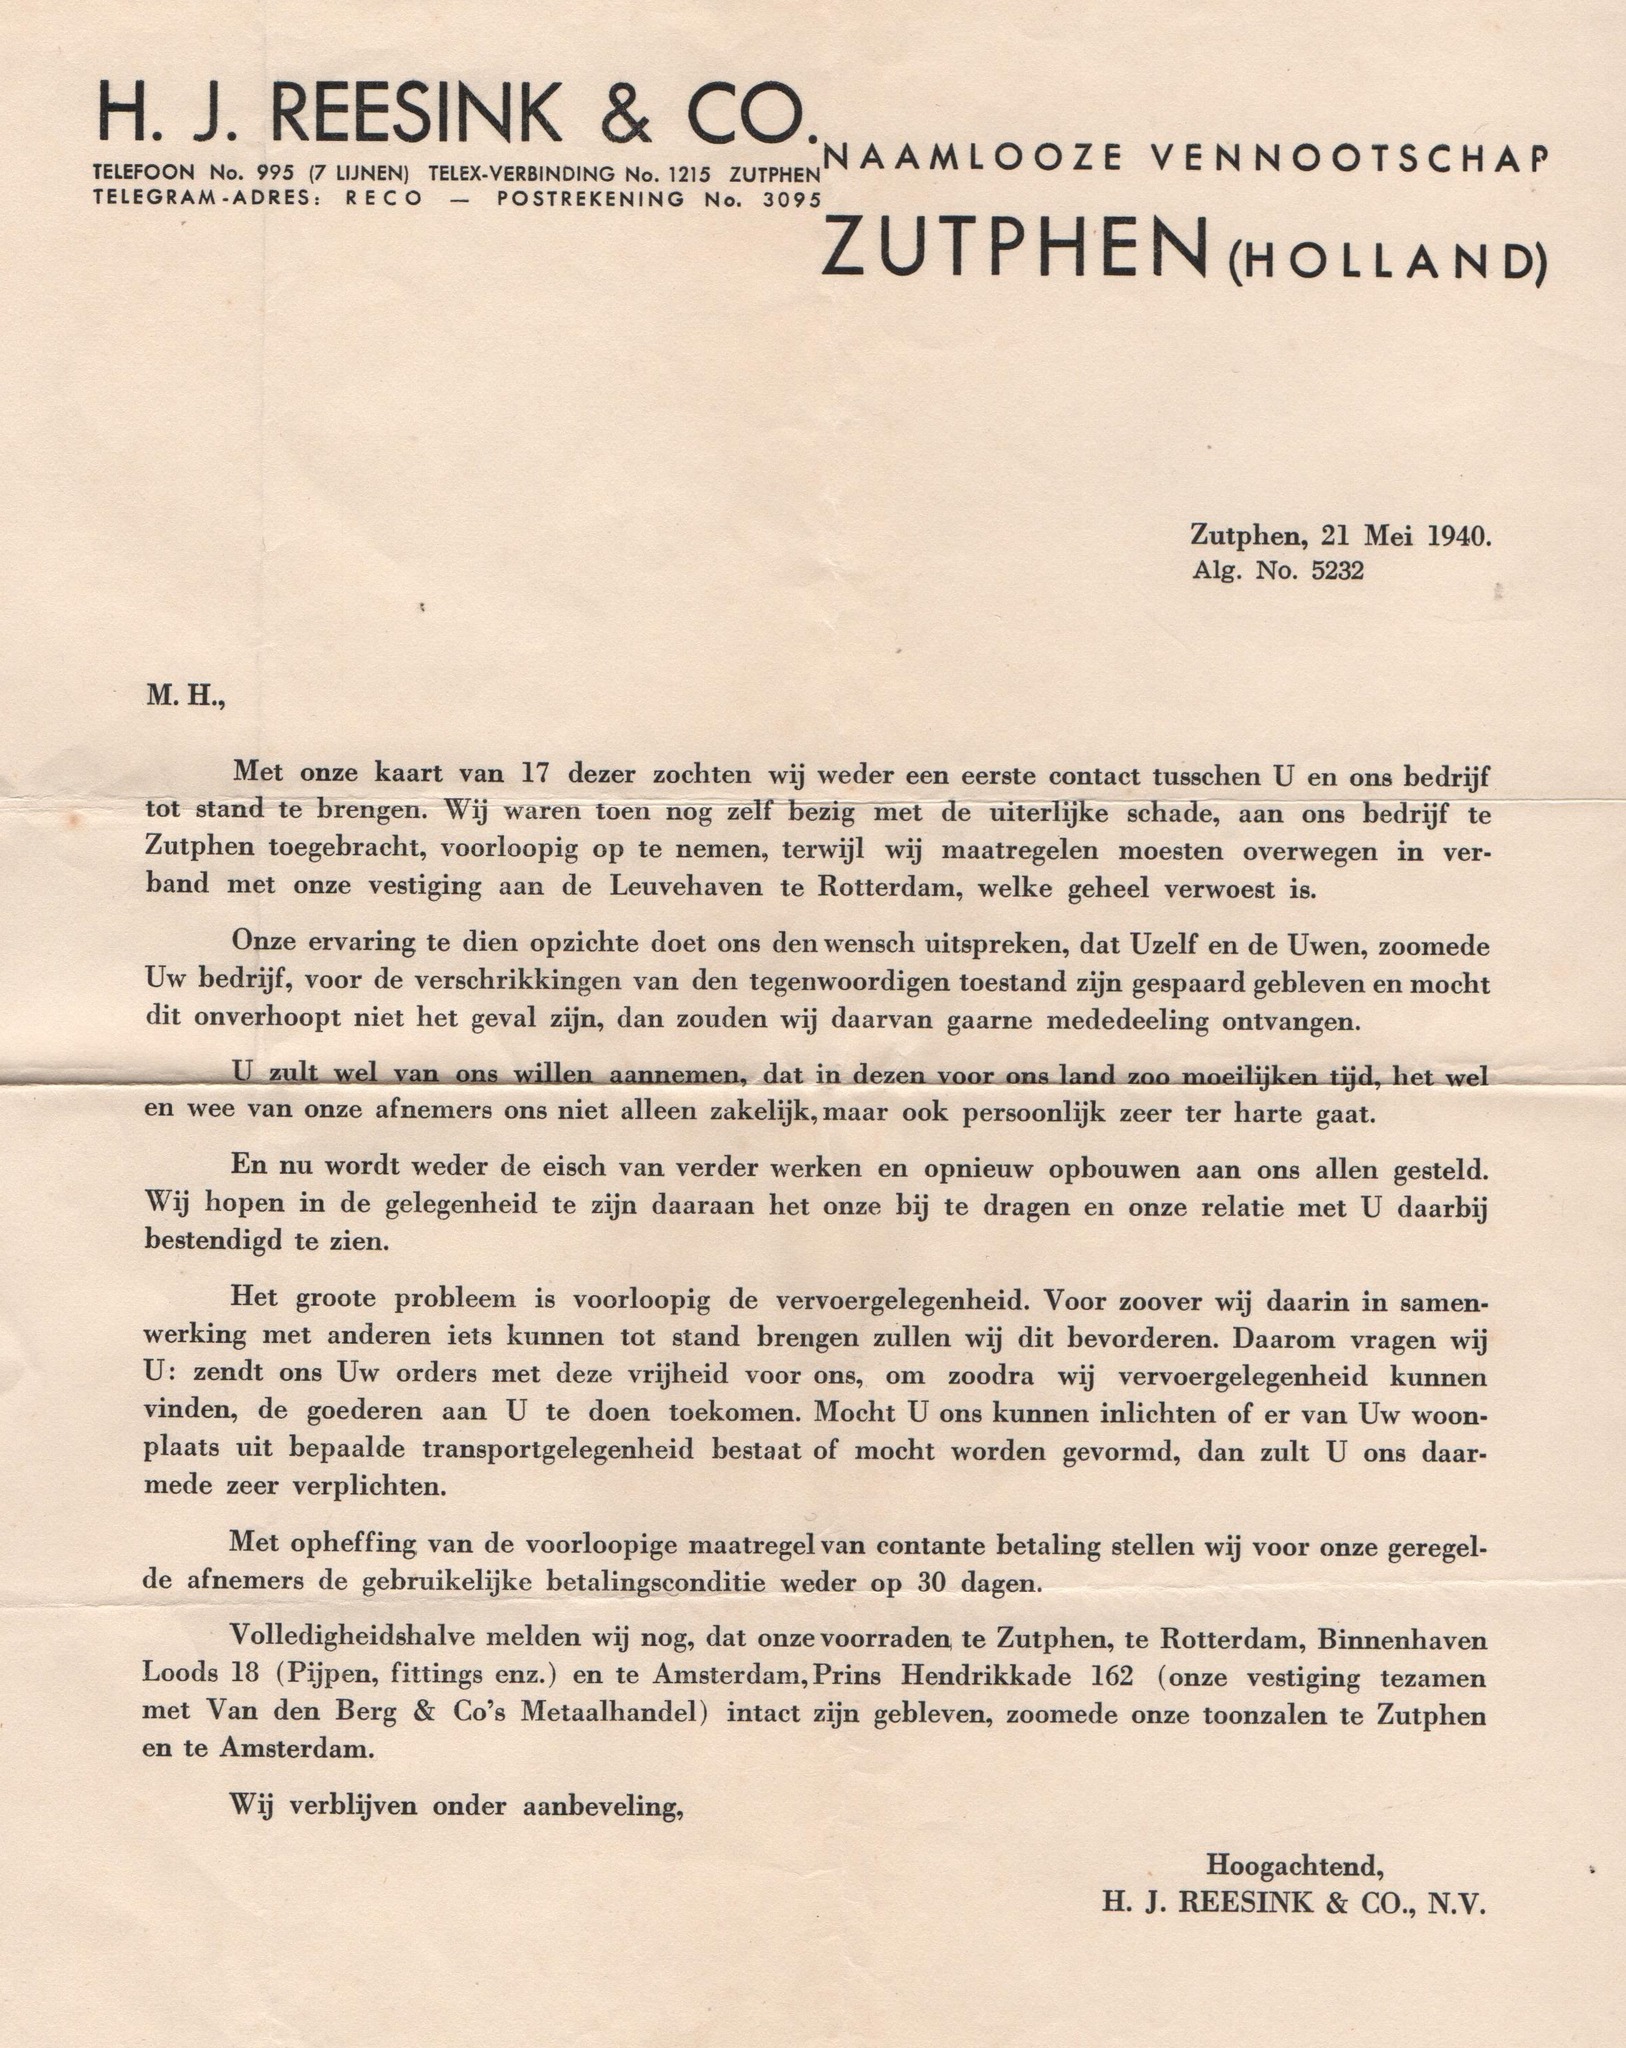 H. J. REESINK & CO.
NAAMLOOZE VENNOOTSCHAP
TELEFOON No. 995 (7 LIJNEN) TELEX-VERBINDING No. 1215 ZUTPHEN
TELEGRAM-ADRES: RECO — POSTREKENING No. 3095
ZUTPHEN (HOLLAND)
Zutphen, 21 Mei 1940.
Alg. No. 5232
M. H.,
Met onze kaart van 17 dezer zochten wij weder een eerste contact tusschen U en ons bedrijf
tot stand te brengen. Wij waren toen nog zelf bezig met de uiterlijke schade, aan ons bedrijf te
Zutphen toegebracht, voorloopig op te nemen, terwijl wij maatregelen moesten overwegen in ver-
band met onze vestiging aan de Leuvehaven te Rotterdam, welke geheel verwoest is.
Onze ervaring te dien opzichte doet ons den wensch uitspreken, dat Uzelf en de Uwen, zoomede
Uw bedrijf, voor de verschrikkingen van den tegenwoordigen toestand zijn gespaard gebleven en mocht
dit onverhoopt niet het geval zijn, dan zouden wij daarvan gaarne mededeeling ontvangen.
U zult wel van ons willen aannemen, dat in dezen voor ons land zoo moeilijken tijd, het wel
en wee van onze afnemers ons niet alleen zakelijk, maar ook persoonlijk zeer ter harte gaat.
En nu wordt weder de eisch van verder werken en opnieuw opbouwen aan ons allen gesteld.
Wij hopen in de gelegenheid te zijn daaraan het onze bij te dragen en onze relatie met U daarbij
bestendigd te zien.
Het groote probleem is voorloopig de vervoergelegenheid. Voor zoover wij daarin in samen-
werking met anderen iets kunnen tot stand brengen zullen wij dit bevorderen. Daarom vragen wij
U: zendt ons Uw orders met deze vrijheid voor ons, om zoodra wij vervoergelegenheid kunnen
vinden, de goederen aan U te doen toekomen. Mocht U ons kunnen inlichten of er van Uw woon-
plaats uit bepaalde transportgelegenheid bestaat of mocht worden gevormd, dan zult U ons daar-
mede zeer verplichten.
Met opheffing van de voorloopige maatregel van contante betaling stellen wij voor onze geregel-
de afnemers de gebruikelijke betalingsconditie weder op 30 dagen.
Volledigheidshalve melden wij nog, dat onze voorraden te Zutphen, te Rotterdam, Binnenhaven
Loods 18 (Pijpen, fittings enz.) en te Amsterdam, Prins Hendrikkade 162 (onze vestiging tezamen
met Van den Berg & Co's Metaalhandel) intact zijn gebleven, zoomede onze toonzalen te Zutphen
en te Amsterdam.
Wij verblijven onder aanbeveling,
Hoogachtend,
H. J. REESINK & CO., N.V.